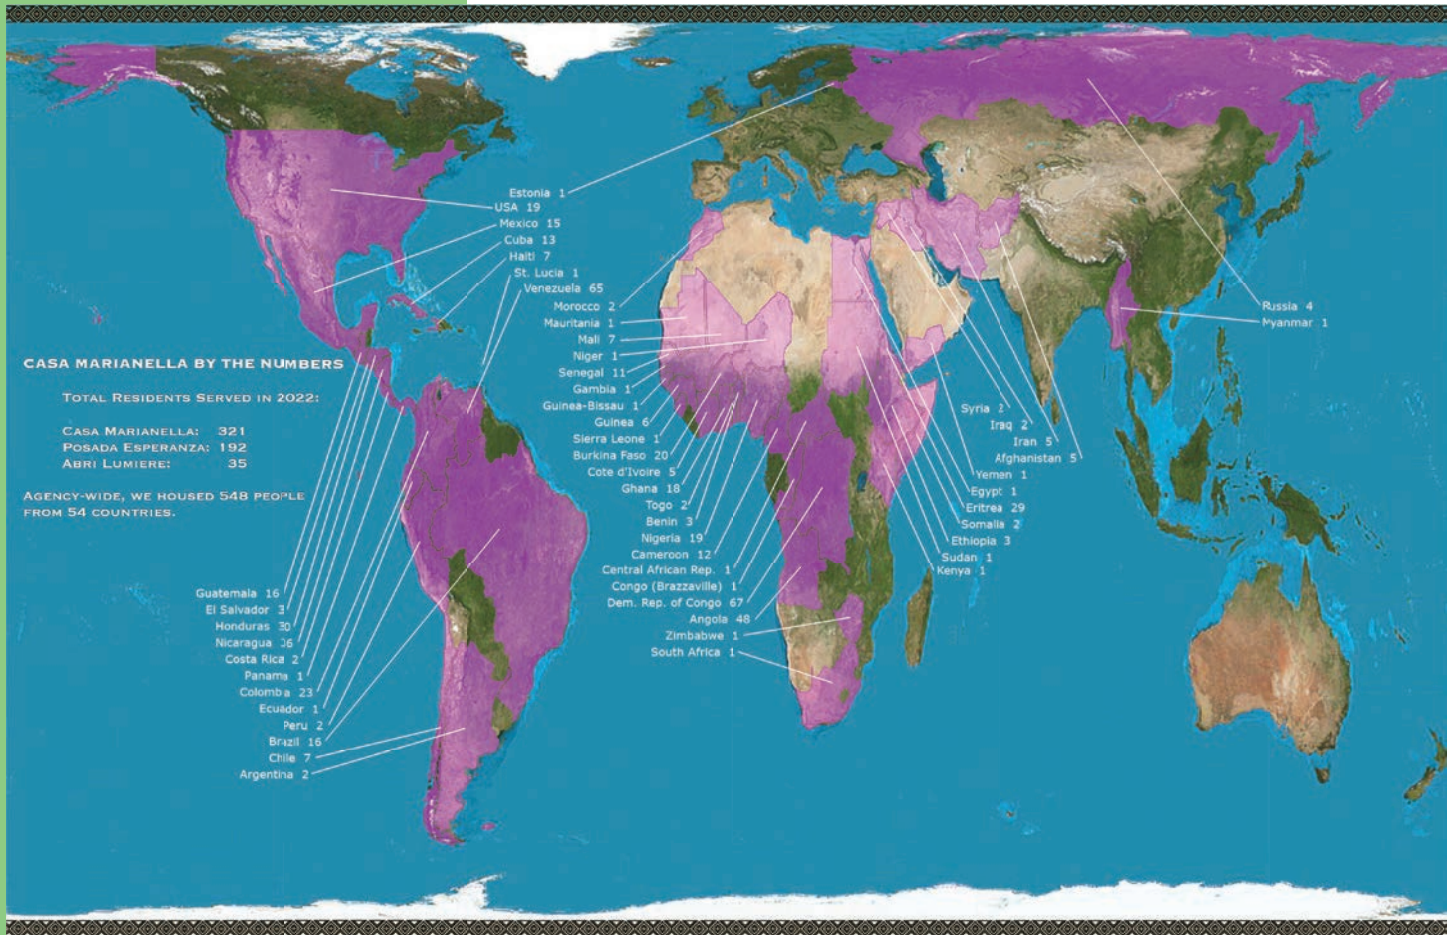 Estonia 1
USA 19
Mexico 15
Cuba 13
Haiti 7
St. Lucia 1
Venezuela 65
CASA MARIANELLA BY THE NUMBERS
TOTAL RESIDENTS SERVED IN 2022:
CASA MARIANELLA: 321
POSADA ESPERANZA: 192
ABRI LUMIERE: 35
AGENCY-WIDE, WE HOUSED 548 PEOPLE
FROM 54 COUNTRIES.
Guatemala 16
El Salvador 3
Honduras 30
Nicaragua
Costa Rica 2
Panama 1
Colombia 23
Ecuador 1
Peru 2
Brazil 16
Chile 7
Argentina 2
Morocco 2
Mauritania 1
Mali 7
Niger 1
Senegal 11
Gambia 1
Guinea-Bissau 1
Guinea 6
Sierra Leone 1
Burkina Faso 20
Cote d'Ivoire 5
Ghana 18
Togo 2
Benin 3
Nigeria 19
Cameroon 12
Central African Rep. 1
Congo (Brazzaville) 1
Dem. Rep. of Congo 67
Angola 48
Zimbabwe 1
South Africa 1
Syria 2
Iraq 2
Iran 5
Afghanistan 5
Yemen 1
Egypt 1
Eritrea 29
Somalia 2
Ethiopia 3
Sudan 1
Kenya 1
Russia 4
Myanmar 1